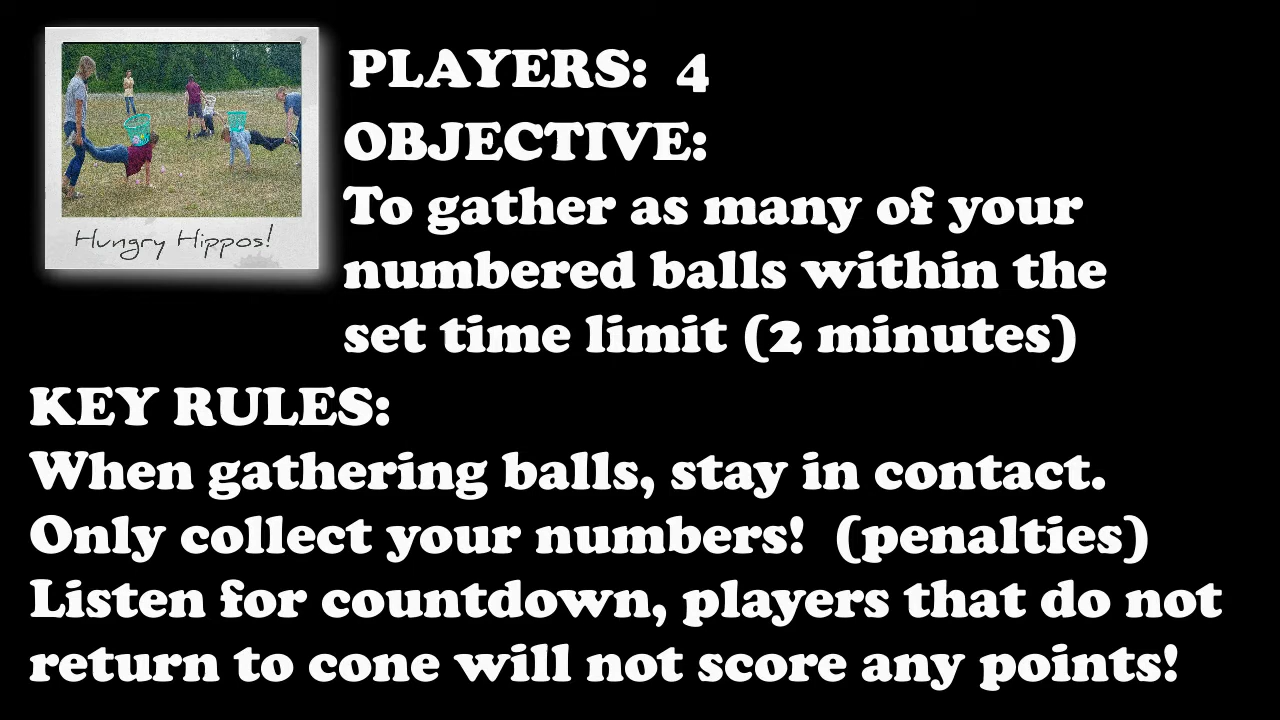 PLAYERS:  4
OBJECTIVE:
To gather as many of your
numbered balls within the
set time limit (2 minutes)
Hungry Hippos!
KEY RULES:
When gathering balls, stay in contact.
Only collect your numbers!  (penalties)
Listen for countdown, players that do not
return to cone will not score any points!